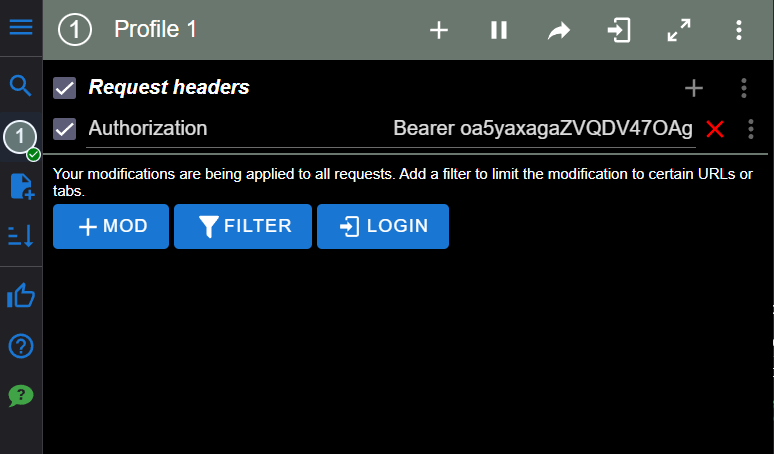 1 Profile 1
Request headers
Authorization Bearer oa5yaxagaZVQDV47OAg
1
Your modifications are being applied to all requests. Add a filter to limit the modification to certain URLs or
tabs.
MOD FILTER LOGIN